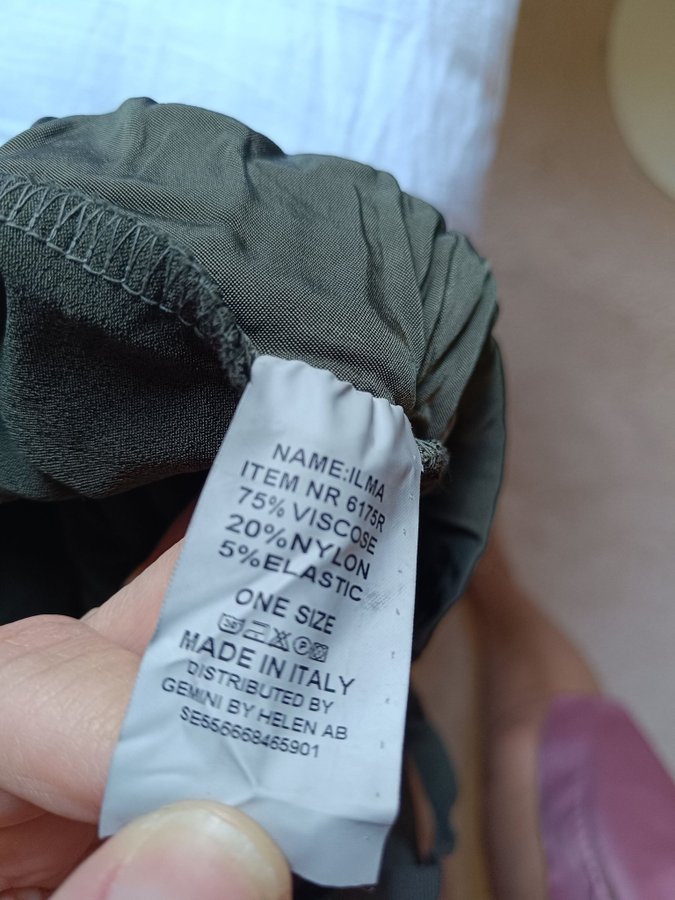 NAME:ILMA
ITEM NR 6175R
75% VISCOSE
20%NYLON
5%ELASTIC
ONE SIZE
30 P
MADE IN ITALY
DISTRIBUTED BY
GEMINI BY HELEN AB
SE556668465901